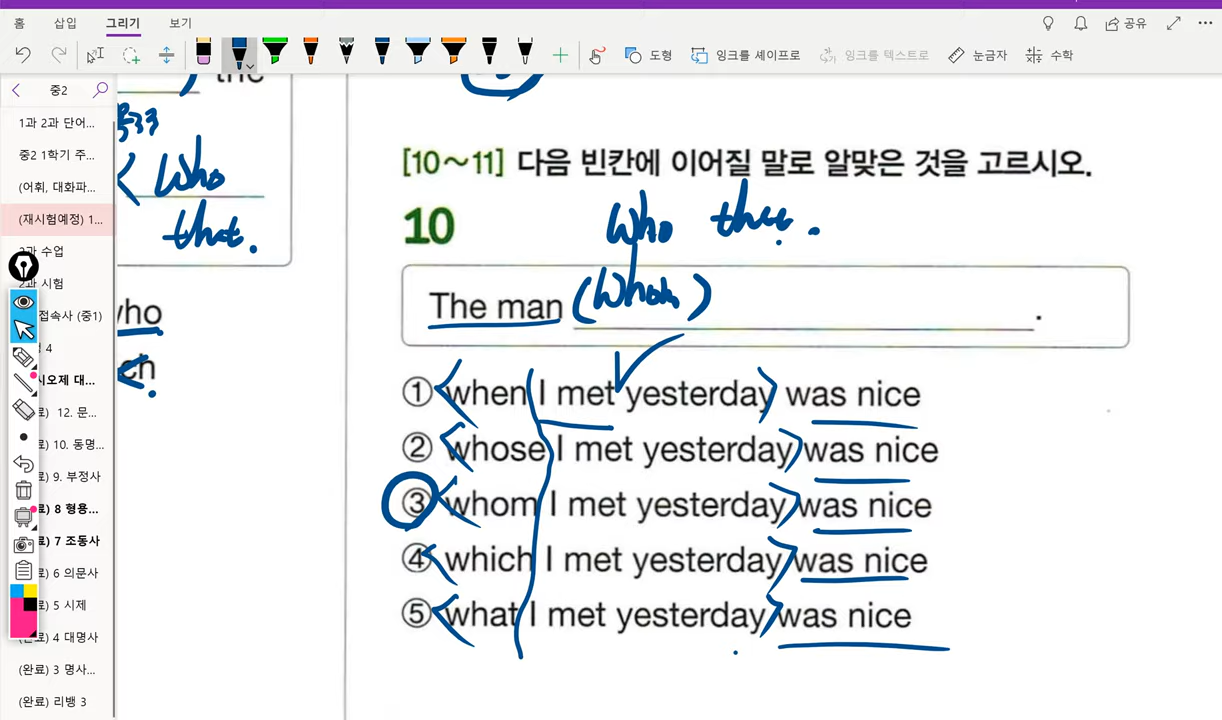 홈 삽입 그리기 보기
공유
도형 잉크를 셰이프로 잉크를 텍스트로 눈금자 수학
중2
1과 2과 단어...
중2 1학기 주...
(어휘, 대화파...
(재시험예정) 1...
과 수업
2과 시험
접속사 (중1)
4
시오제 대...
료) 12. 문...
료) 10. 동명...
료) 9. 부정사
료) 8 형용...
료) 7 조동사
료) 6 의문사
료) 5 시제
(완료) 4 대명사
(완료) 3 명사...
(완료) 리뱅 3
the
< who
that.
who
ch
[10~11] 다음 빈칸에 이어질 말로 알맞은 것을 고르시오.
10
who that.
The man (whom) .
① when I met yesterday was nice
② whose I met yesterday was nice
③ whom I met yesterday was nice
④ which I met yesterday was nice
⑤ what I met yesterday was nice